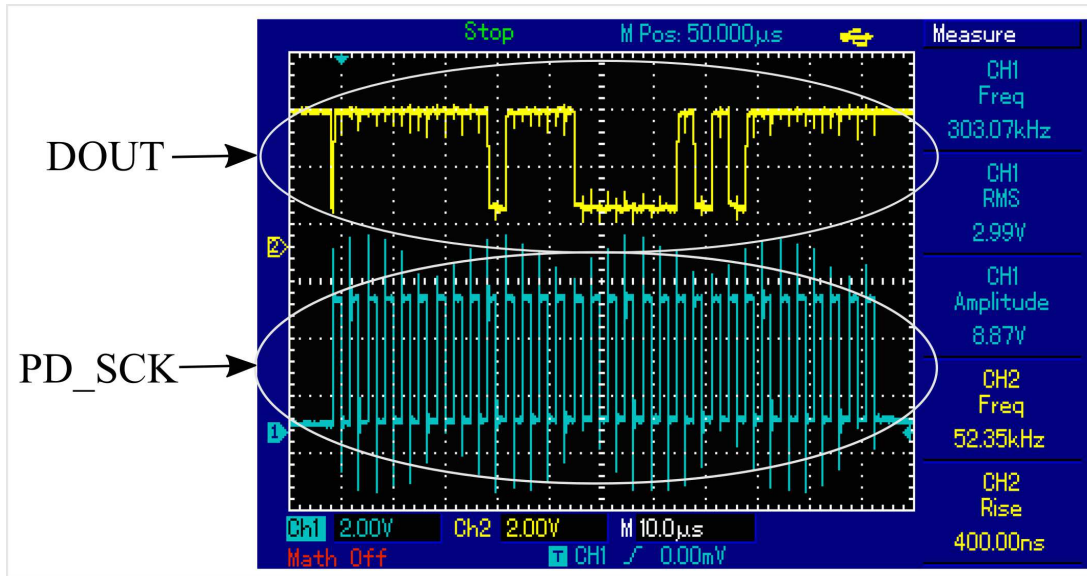 Stop M Pos: 50.000µs Measure
CH1
Freq
303.07kHz
DOUT
CH1
RMS
2.99V
2
CH1
Amplitude
8.87V
PD_SCK
CH2
Freq
52.35kHz
1
CH2
Rise
400.00ns
Ch1 2.00V Ch2 2.00V M 10.0µs
Math Off T CH1 0.00mV